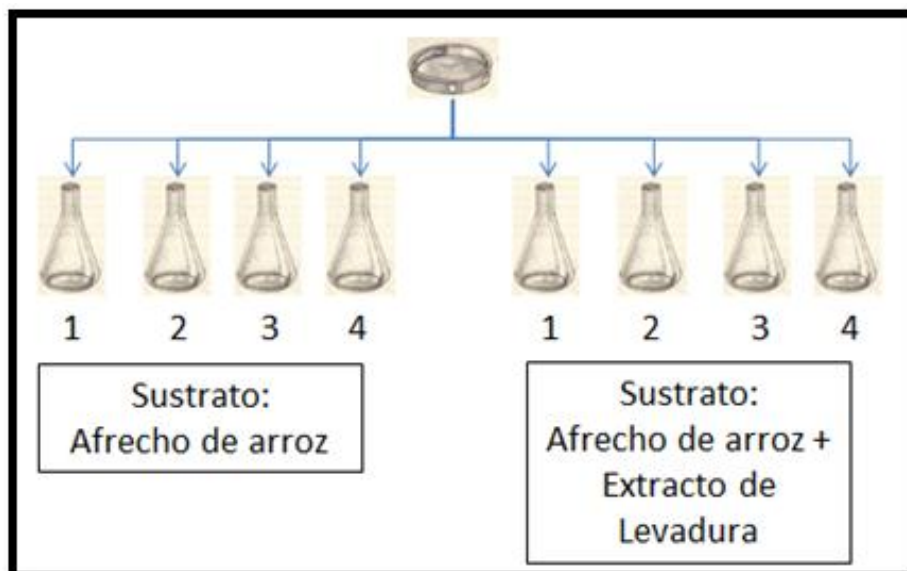 1 2 3 4 1 2 3 4
Sustrato:
Afrecho de arroz
Sustrato:
Afrecho de arroz +
Extracto de
Levadura